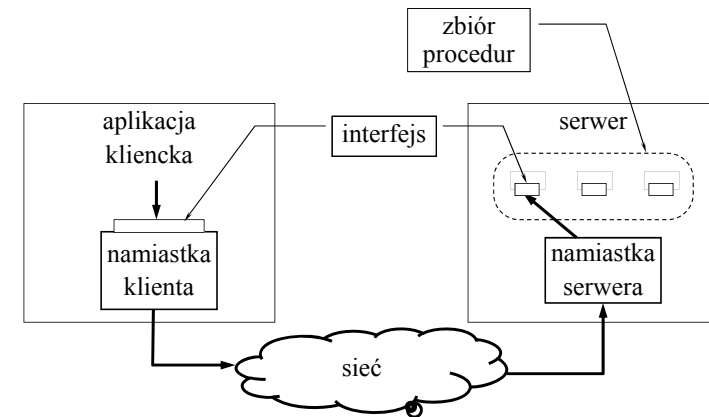 zbiór
procedur
aplikacja
kliencka
interfejs
serwer
namiastka
klienta
namiastka
serwera
sieć